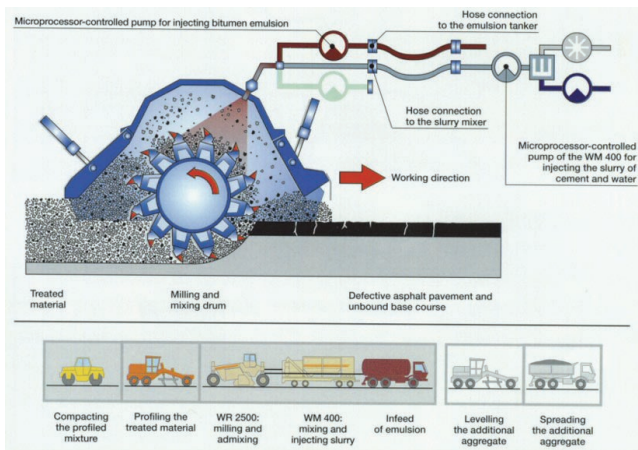 Microprocessor-controlled pump for injecting bitumen emulsion
Hose connection
to the emulsion tanker
Hose connection
to the slurry mixer
Microprocessor-controlled
pump of the WM 400 for
injecting the slurry of
cement and water
Working direction
Treated
material
Milling and
mixing drum
Defective asphalt pavement and
unbound base course
Compacting
the profiled
mixture
Profiling the
treated material
WR 2500:
milling and
admixing
WM 400:
mixing and
injecting slurry
Infeed
of emulsion
Levelling
the additional
aggregate
Spreading
the additional
aggregate